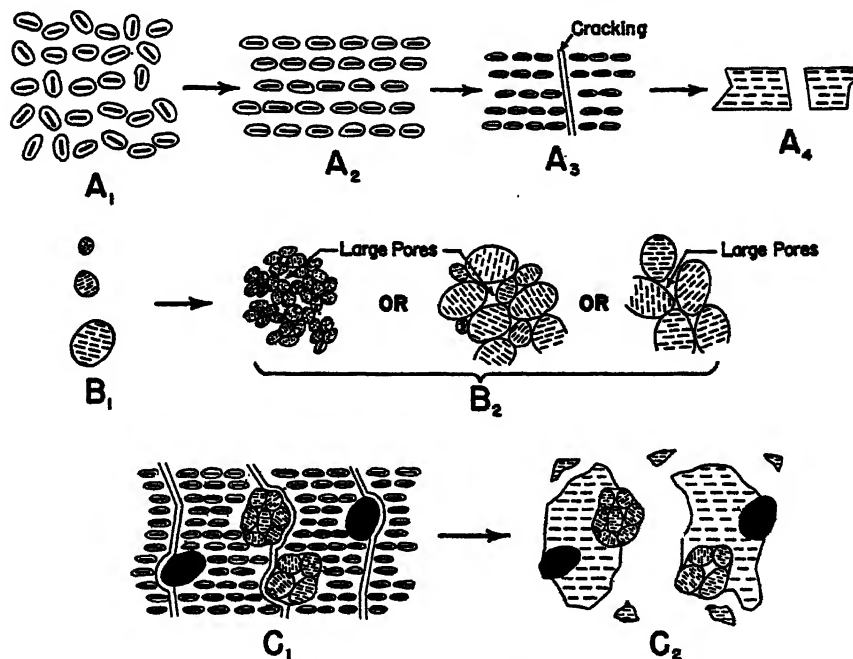 Cracking
A₁
A₂
A₃
A₄
Large Pores
Large Pores
OR
OR
B₁
B₂
C₁
C₂